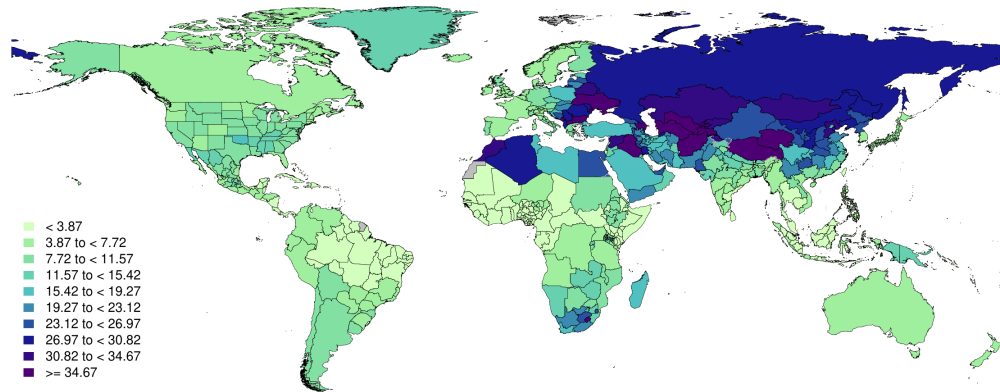 < 3.87
3.87 to < 7.72
7.72 to < 11.57
11.57 to < 15.42
15.42 to < 19.27
19.27 to < 23.12
23.12 to < 26.97
26.97 to < 30.82
30.82 to < 34.67
>= 34.67